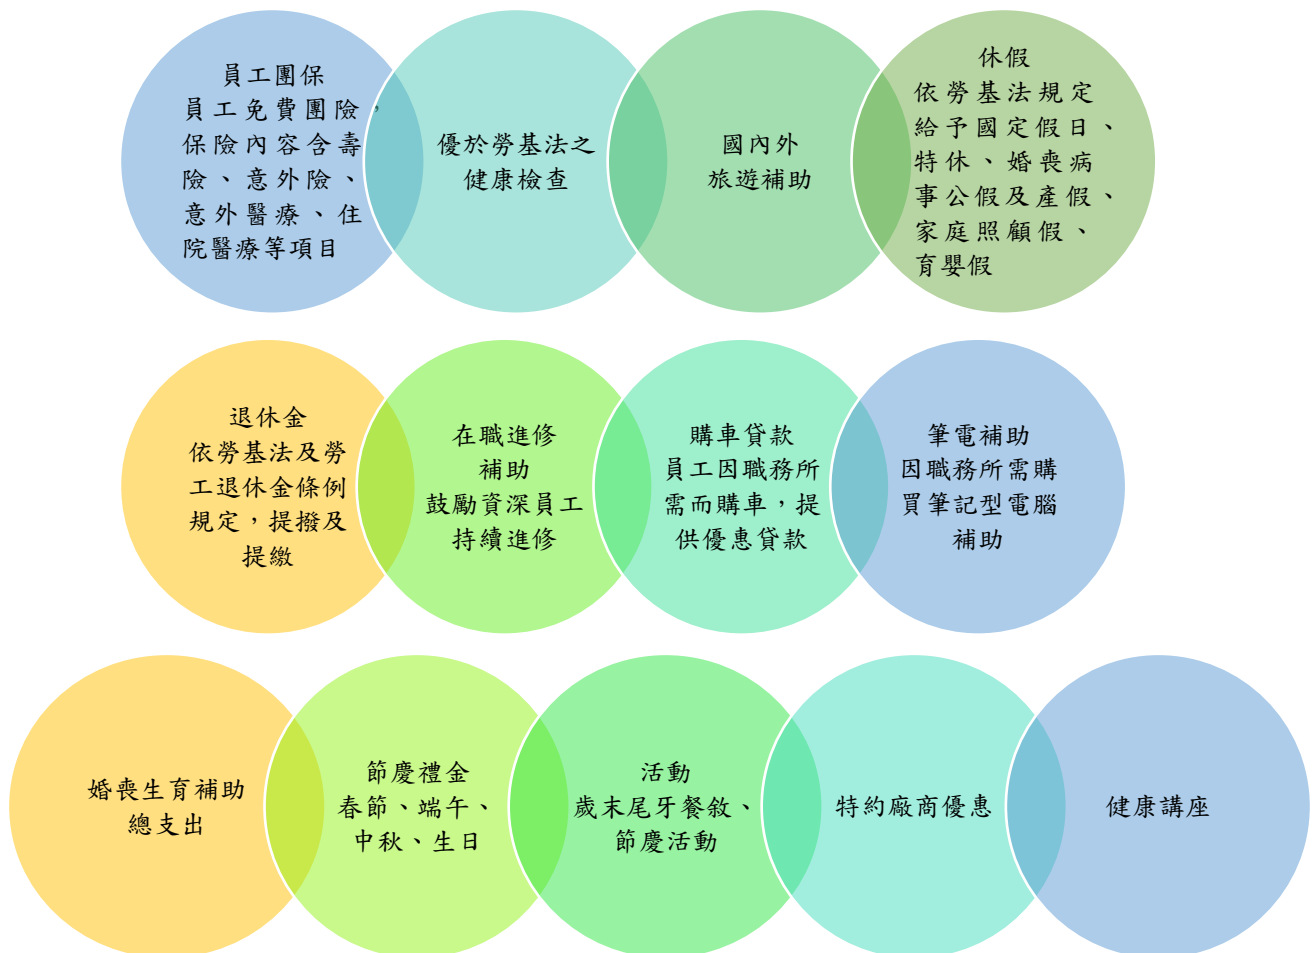 員工團保
員工免費團險，
保險內容含壽
險、意外險、
意外醫療、住
院醫療等項目
優於勞基法之
健康檢查
國內外
旅遊補助
休假
依勞基法規定
給予國定假日、
特休、婚喪病
事公假及產假、
家庭照顧假、
育嬰假
退休金
依勞基法及勞
工退休金條例
規定，提撥及
提繳
在職進修
補助
鼓勵資深員工
持續進修
購車貸款
員工因職務所
需而購車，提
供優惠貸款
筆電補助
因職務所需購
買筆記型電腦
補助
婚喪生育補助
總支出
節慶禮金
春節、端午、
中秋、生日
活動
歲末尾牙餐敘、
節慶活動
特約廠商優惠
健康講座